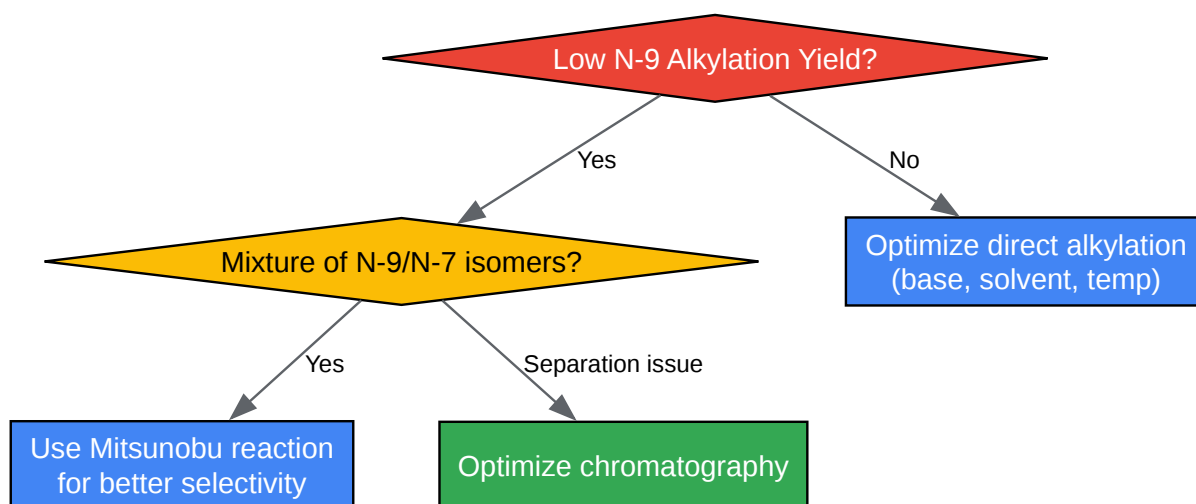 Low N-9 Alkylation Yield?
Yes
No
Mixture of N-9/N-7 isomers?
Optimize direct alkylation
(base, solvent, temp)
Yes
Separation issue
Use Mitsunobu reaction
for better selectivity
Optimize chromatography